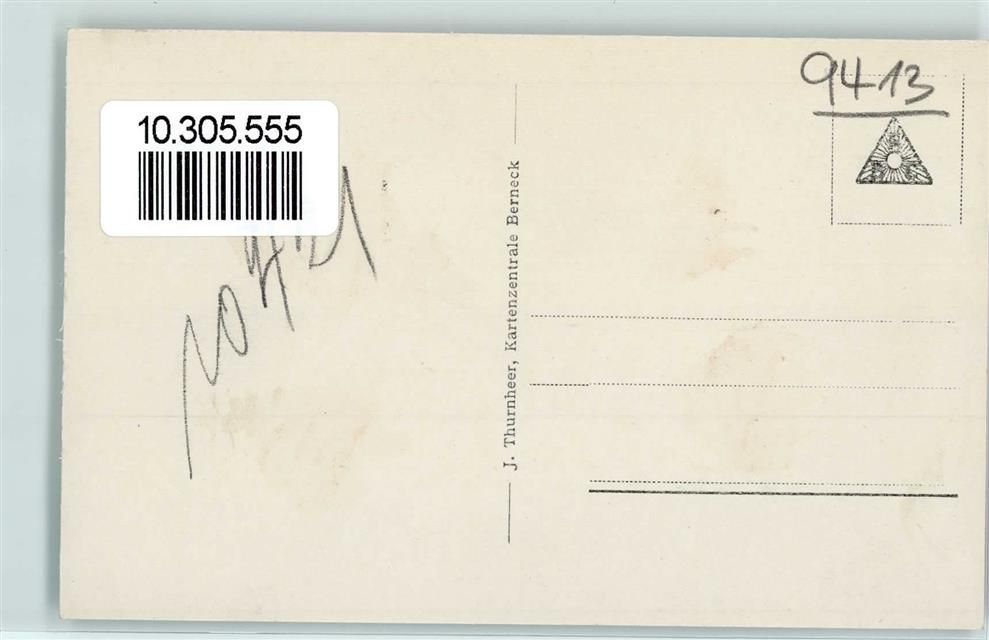 10.305.555
9413
J. Thurnheer, Kartenzentrale Berneck